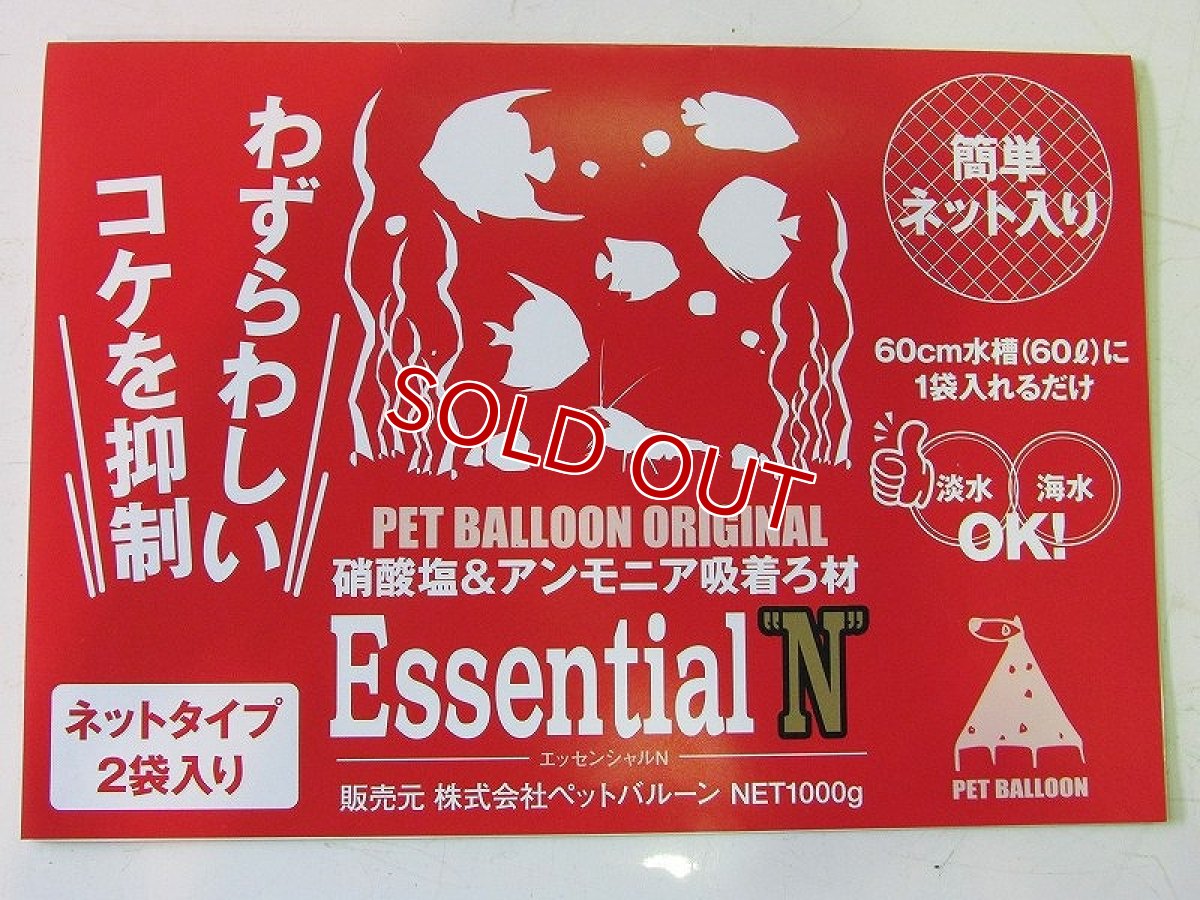 わずらわしい
コケを抑制
簡単
ネット入り
60cm水槽(60ℓ)に
1袋入れるだけ
淡水 海水
OK!
SOLD OUT
PET BALLOON ORIGINAL
硝酸塩&アンモニア吸着ろ材
Essential "N"
エッセンシャルN
販売元 株式会社ペットバルーン NET1000g
ネットタイプ
2袋入り
PET BALLOON